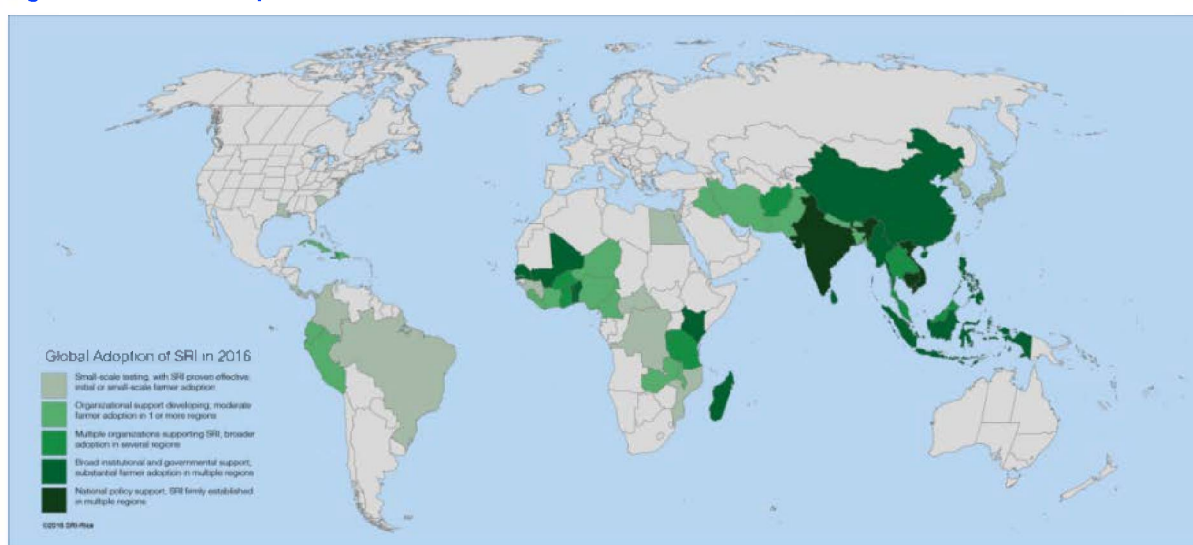 Global Adoption of SRI in 2016
Small-scale testing, with SRI proven effective;
initial or small-scale farmer adoption
Organizational support developing, moderate
farmer adoption in 1 or more regions
Multiple organizations supporting SRI, broader
adoption in several regions
Broad institutional and governmental support,
substantial farmer adoption in multiple regions
National policy support, SRI firmly established
in multiple regions
©2016 SRI-Rice